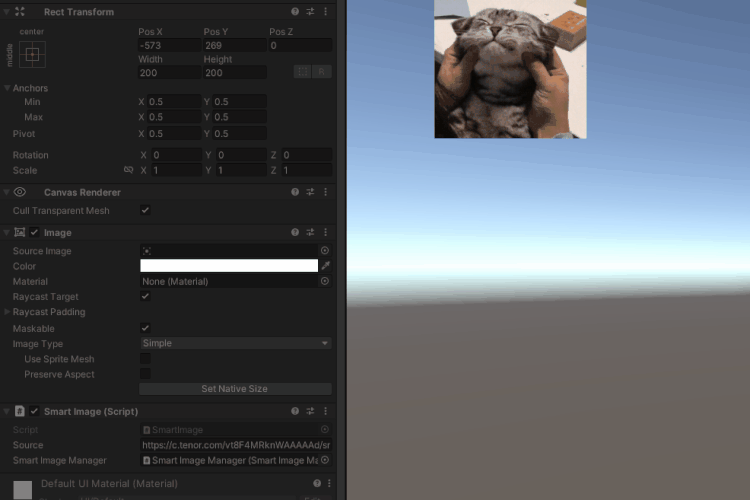 Rect Transform
center
middle
Pos X Pos Y Pos Z
-573 269 0
Width Height
200 200
R
Anchors
Min X 0.5 Y 0.5
Max X 0.5 Y 0.5
Pivot X 0.5 Y 0.5
Rotation X 0 Y 0 Z 0
Scale X 1 Y 1 Z 1
Canvas Renderer
Cull Transparent Mesh
Image
Source Image
Color
Material None (Material)
Raycast Target
Raycast Padding
Maskable
Image Type Simple
Use Sprite Mesh
Preserve Aspect
Set Native Size
# Smart Image (Script)
Script SmartImage
Source https://c.tenor.com/vt8F4MRknWAAAAAd/sr
Smart Image Manager Smart Image Manager (Smart Image Ma
Default UI Material (Material)